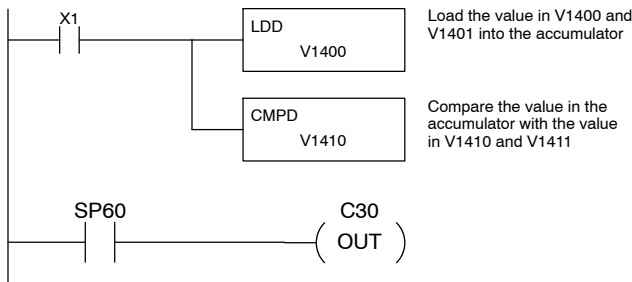 X1
LDD
V1400
Load the value in V1400 and
V1401 into the accumulator
CMPD
V1410
Compare the value in the
accumulator with the value
in V1410 and V1411
SP60
C30
OUT